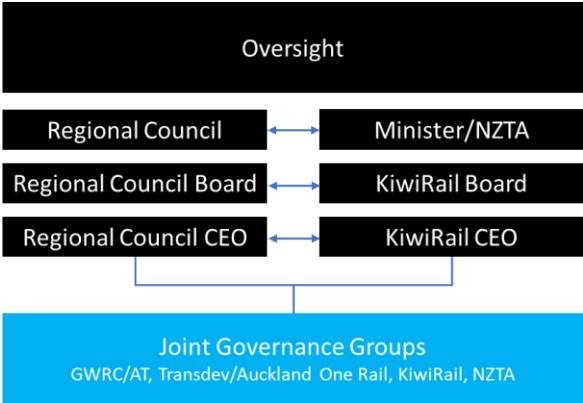 Oversight
Regional Council
Minister/NZTA
Regional Council Board
KiwiRail Board
Regional Council CEO
KiwiRail CEO
Joint Governance Groups
GWRC/AT, Transdev/Auckland One Rail, KiwiRail, NZTA